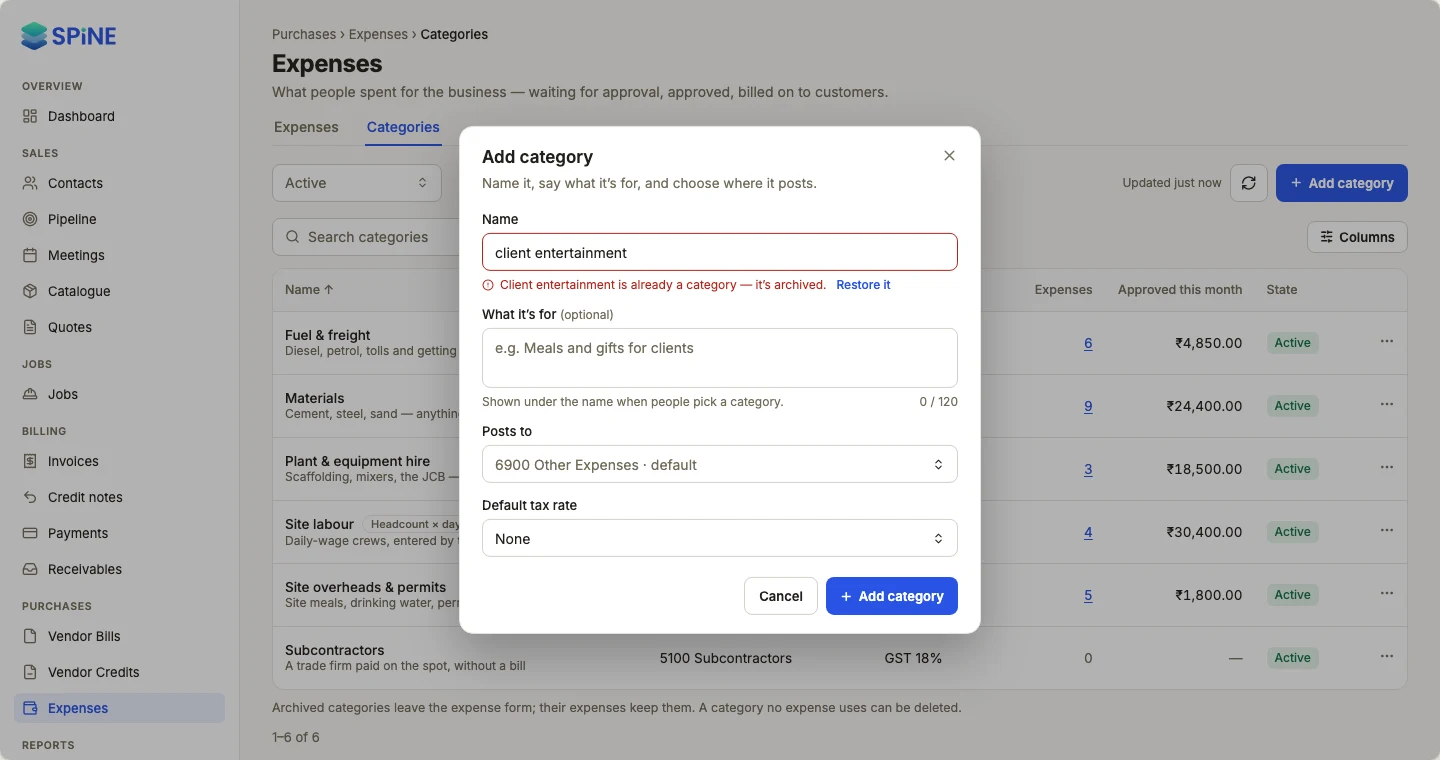 SPiNE
OVERVIEW
Dashboard
SALES
Contacts
Pipeline
Meetings
Catalogue
Quotes
JOBS
Jobs
BILLING
Invoices
Credit notes
Payments
Receivables
PURCHASES
Vendor Bills
Vendor Credits
Expenses
REPORTS
Purchases › Expenses › Categories
Expenses
What people spent for the business — waiting for approval, approved, billed on to customers.
Expenses Categories
Active
Updated just now
+ Add category
Search categories
Columns
Name ↑ Expenses Approved this month State
Fuel & freight
Diesel, petrol, tolls and getting
6 ₹4,850.00 Active ...
Materials
Cement, steel, sand — anything
9 ₹24,400.00 Active ...
Plant & equipment hire
Scaffolding, mixers, the JCB —
3 ₹18,500.00 Active ...
Site labour Headcount × day
Daily-wage crews, entered by
4 ₹30,400.00 Active ...
Site overheads & permits
Site meals, drinking water,
5 ₹1,800.00 Active ...
Subcontractors
A trade firm paid on the spot, without a bill
5100 Subcontractors GST 18% 0 — Active ...
Archived categories leave the expense form; their expenses keep them. A category no expense uses can be deleted.
1–6 of 6
Add category
Name it, say what it’s for, and choose where it posts.
Name
client entertainment
Client entertainment is already a category — it’s archived. Restore it
What it’s for (optional)
e.g. Meals and gifts for clients
Shown under the name when people pick a category. 0 / 120
Posts to
6900 Other Expenses · default
Default tax rate
None
Cancel
+ Add category